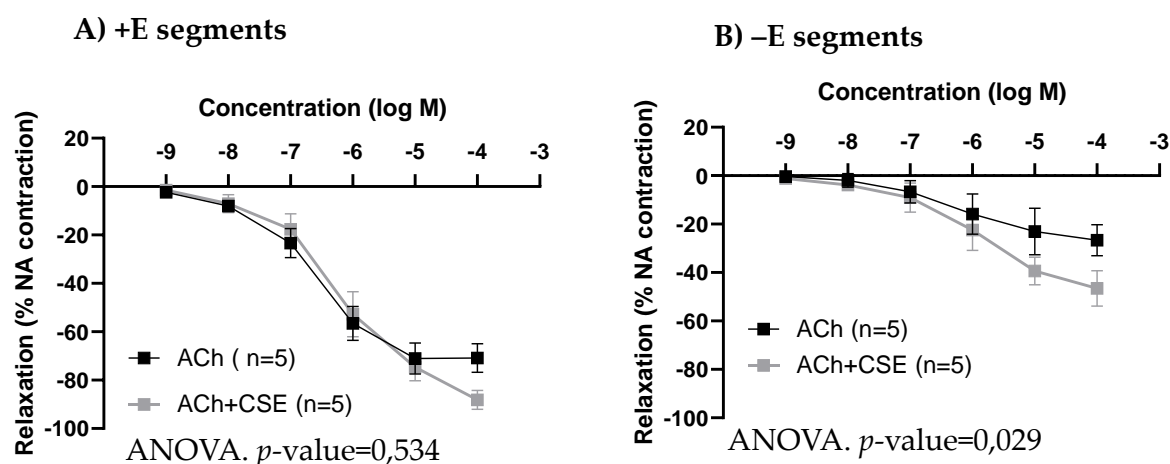 A) +E segments
Concentration (log M)
Relaxation (% NA contraction)
20
0
-20
-40
-60
-80
-100
-9 -8 -7 -6 -5 -4 -3
ACh ( n=5)
ACh+CSE (n=5)
ANOVA. p-value=0,534
B) –E segments
Concentration (log M)
Relaxation (% NA contraction)
20
0
-20
-40
-60
-80
-100
-9 -8 -7 -6 -5 -4 -3
ACh (n=5)
ACh+CSE (n=5)
ANOVA. p-value=0,029